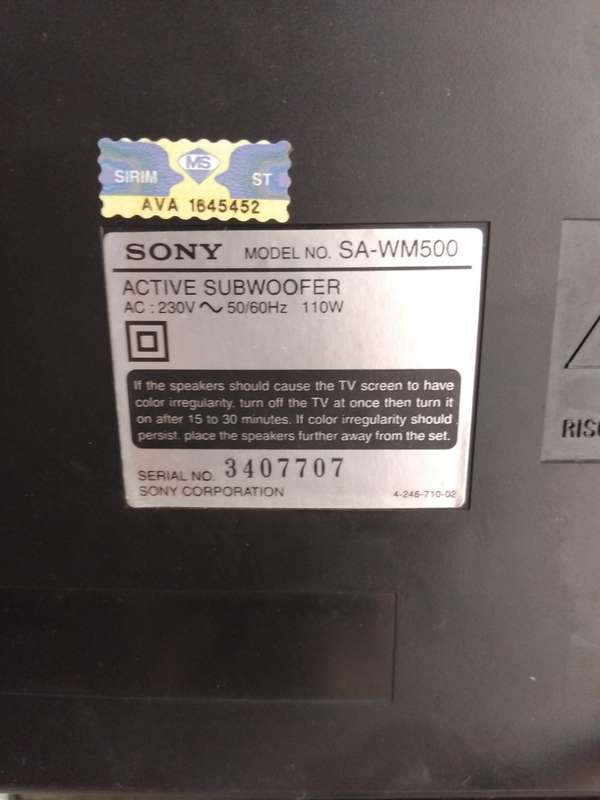 MS
SIRIM ST
AVA 1645452
SONY MODEL NO. SA-WM500
ACTIVE SUBWOOFER
AC : 230V ~ 50/60Hz 110W
If the speakers should cause the TV screen to have
color irregularity, turn off the TV at once then turn it
on after 15 to 30 minutes. If color irregularity should
persist, place the speakers further away from the set.
SERIAL NO. 3407707
SONY CORPORATION 4-246-710-02